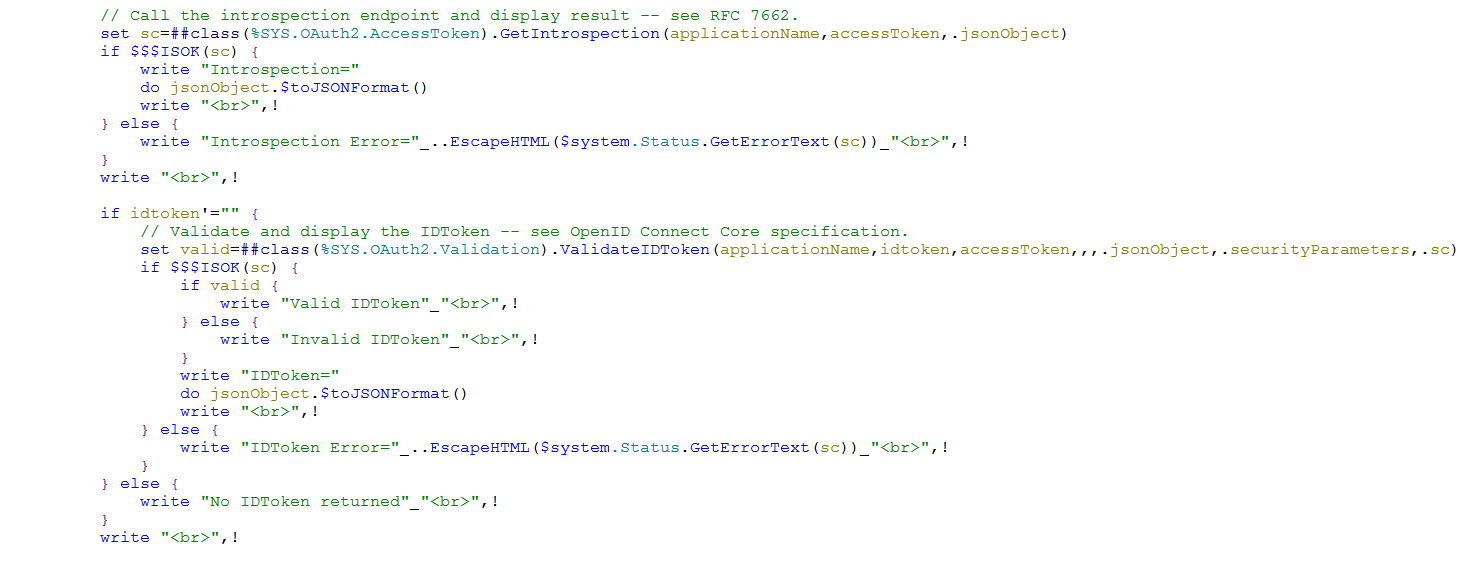 // Call the introspection endpoint and display result -- see RFC 7662.
set sc=##class(%SYS.OAuth2.AccessToken).GetIntrospection(applicationName,accessToken,.jsonObject)
if $$$ISOK(sc) {
    write "Introspection="
    do jsonObject.$toJSONFormat()
    write "<br>",!
} else {
    write "Introspection Error="_..EscapeHTML($system.Status.GetErrorText(sc))_"<br>",!
}
write "<br>",!

if idtoken'="" {
    // Validate and display the IDToken -- see OpenID Connect Core specification.
    set valid=##class(%SYS.OAuth2.Validation).ValidateIDToken(applicationName,idtoken,accessToken,,,.jsonObject,.securityParameters,.sc)
    if $$$ISOK(sc) {
        if valid {
            write "Valid IDToken"_"<br>",!
        } else {
            write "Invalid IDToken"_"<br>",!
        }
        write "IDToken="
        do jsonObject.$toJSONFormat()
        write "<br>",!
    } else {
        write "IDToken Error="_..EscapeHTML($system.Status.GetErrorText(sc))_"<br>",!
    }
} else {
    write "No IDToken returned"_"<br>",!
}
write "<br>",!